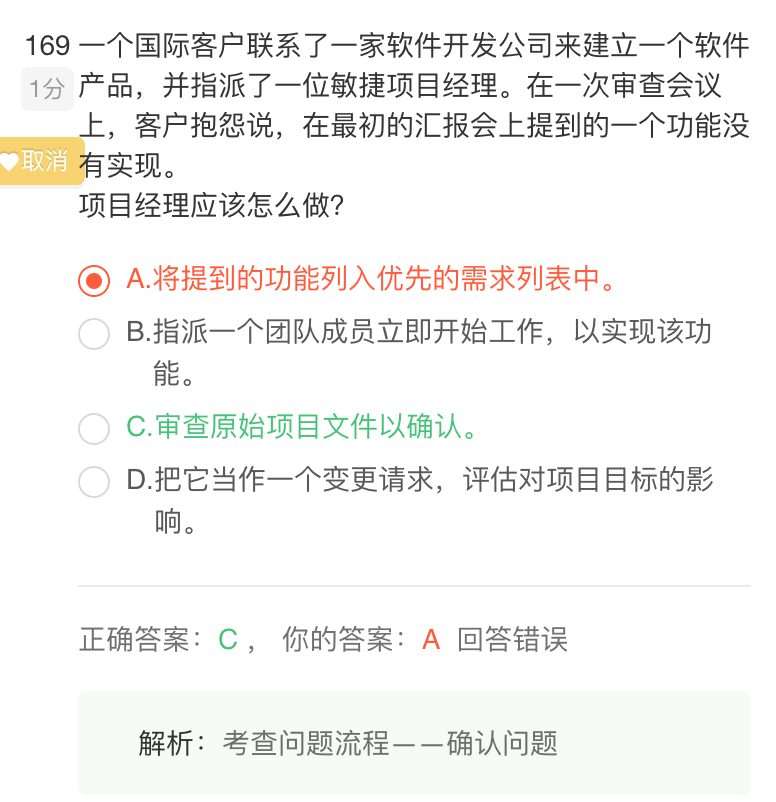 169 一个国际客户联系了一家软件开发公司来建立一个软件
1分 产品，并指派了一位敏捷项目经理。在一次审查会议
上，客户抱怨说，在最初的汇报会上提到的一个功能没
取消 有实现。
项目经理应该怎么做？
A.将提到的功能列入优先的需求列表中。
B.指派一个团队成员立即开始工作，以实现该功
能。
C.审查原始项目文件以确认。
D.把它当作一个变更请求，评估对项目目标的影
响。
正确答案：C ， 你的答案：A 回答错误
解析：考查问题流程——确认问题